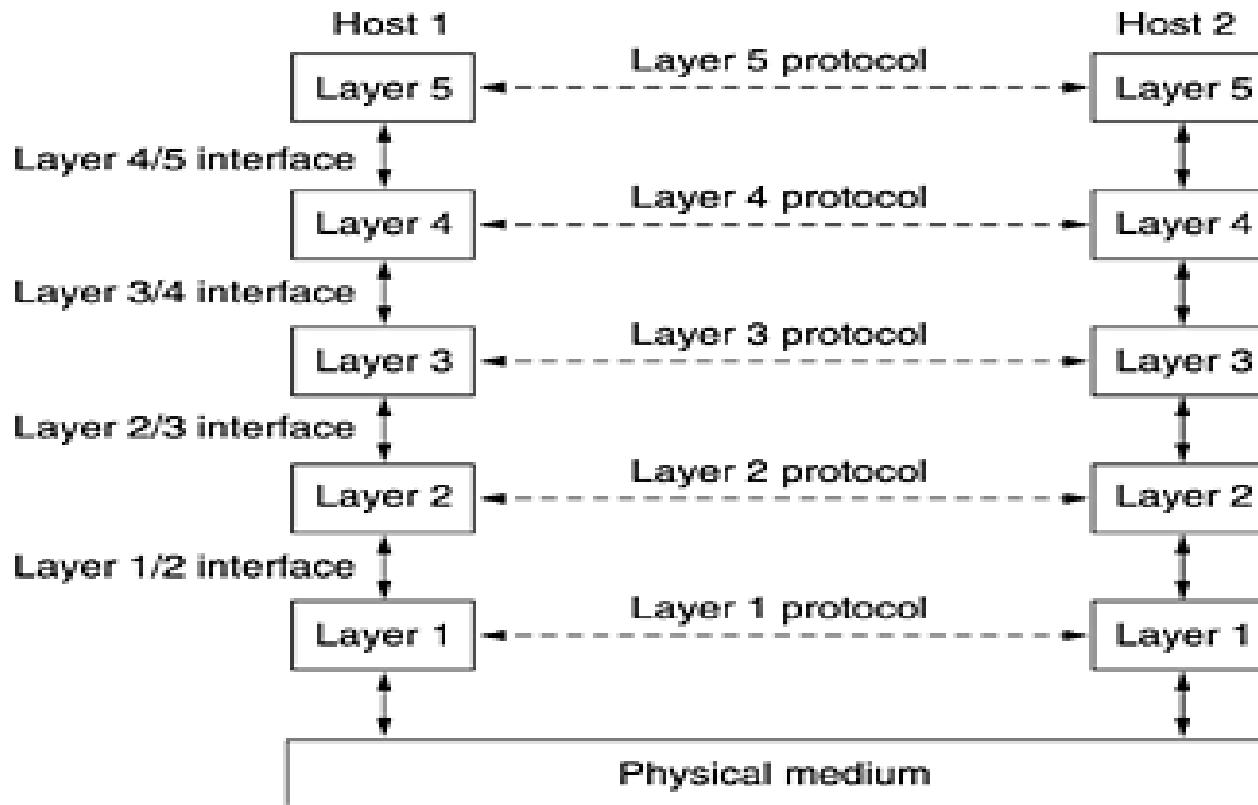 Host 1
Host 2
Layer 5
Layer 5 protocol
Layer 5
Layer 4/5 interface
Layer 4
Layer 4 protocol
Layer 4
Layer 3/4 interface
Layer 3
Layer 3 protocol
Layer 3
Layer 2/3 interface
Layer 2
Layer 2 protocol
Layer 2
Layer 1/2 interface
Layer 1
Layer 1 protocol
Layer 1
Physical medium